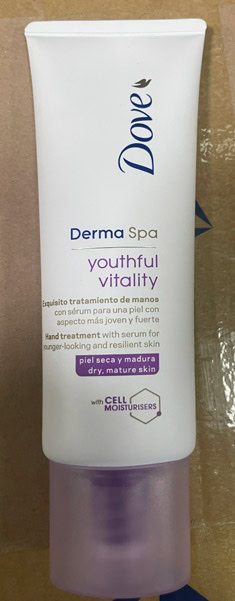 Dove
Derma Spa
youthful
vitality
Exquisito tratamiento de manos
con sérum para una piel con
aspecto más joven y fuerte
Hand treatment with serum for
younger-looking and resilient skin
piel seca y madura
dry, mature skin
with CELL
MOISTURISERS